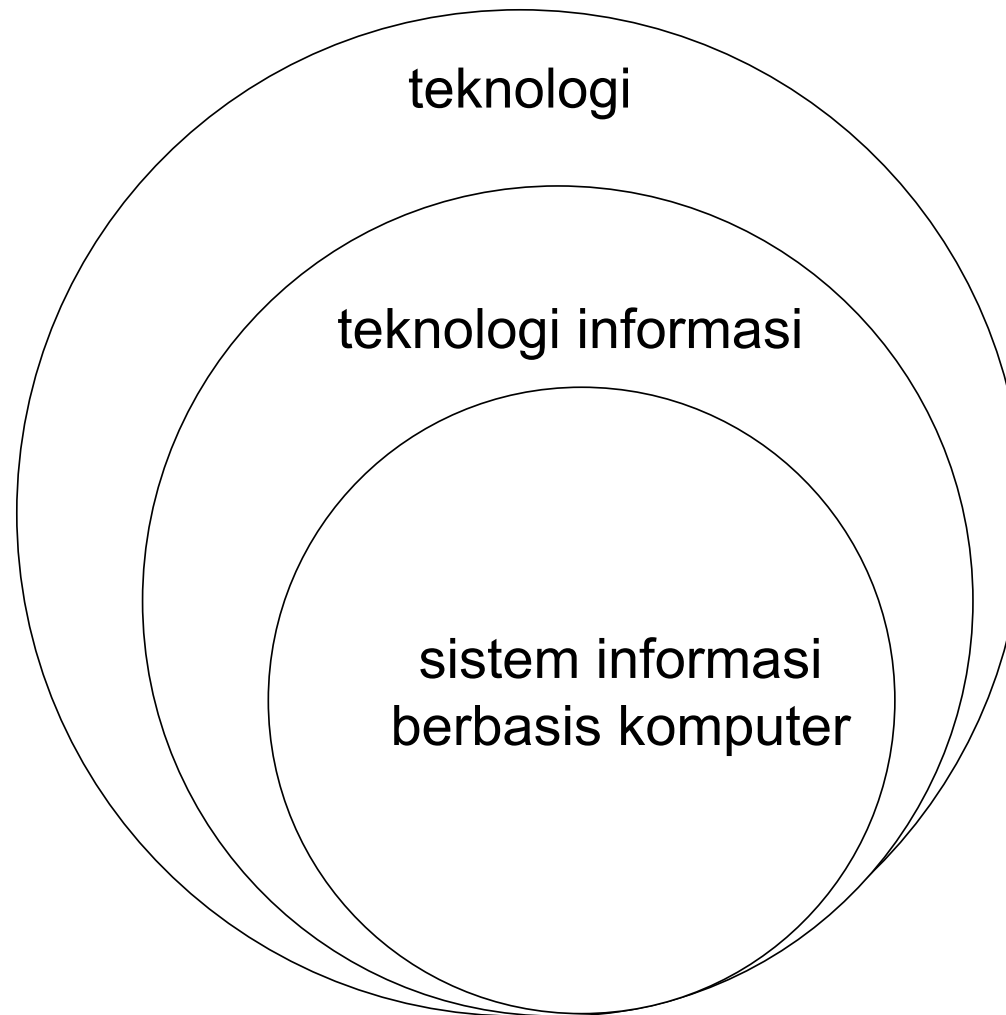 teknologi
teknologi informasi
sistem informasi
berbasis komputer